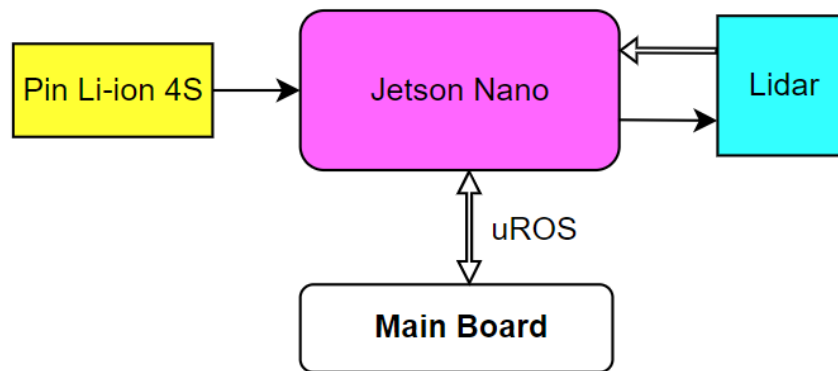 Pin Li-ion 4S
Jetson Nano
Lidar
uROS
Main Board